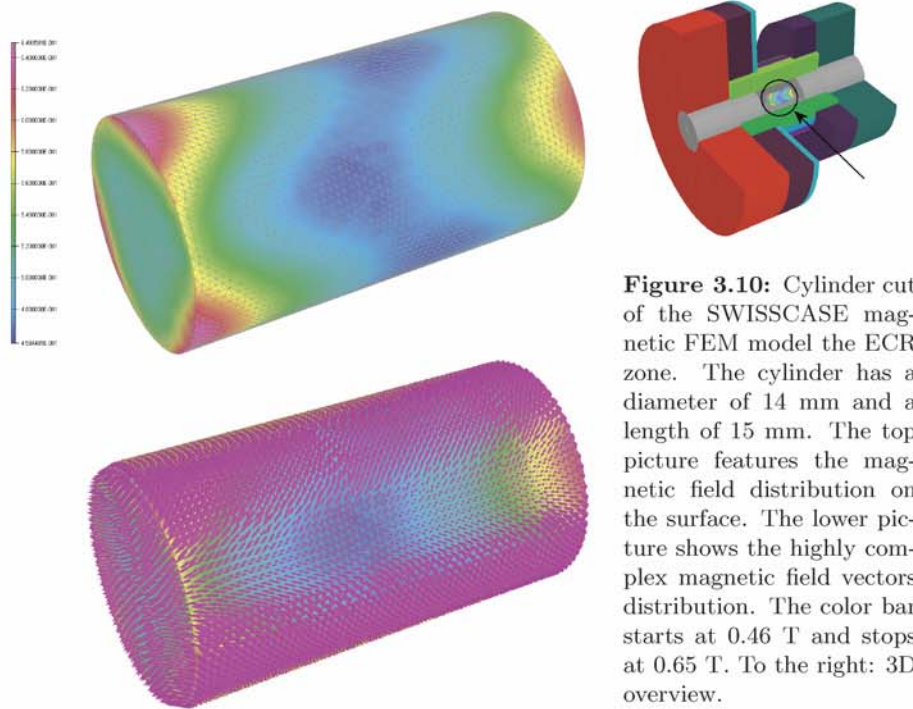 Figure 3.10: Cylinder cut
of the SWISSCASE mag-
netic FEM model the ECR
zone. The cylinder has a
diameter of 14 mm and a
length of 15 mm. The top
picture features the mag-
netic field distribution on
the surface. The lower pic-
ture shows the highly com-
plex magnetic field vectors
distribution. The color bar
starts at 0.46 T and stops
at 0.65 T. To the right: 3D
overview.